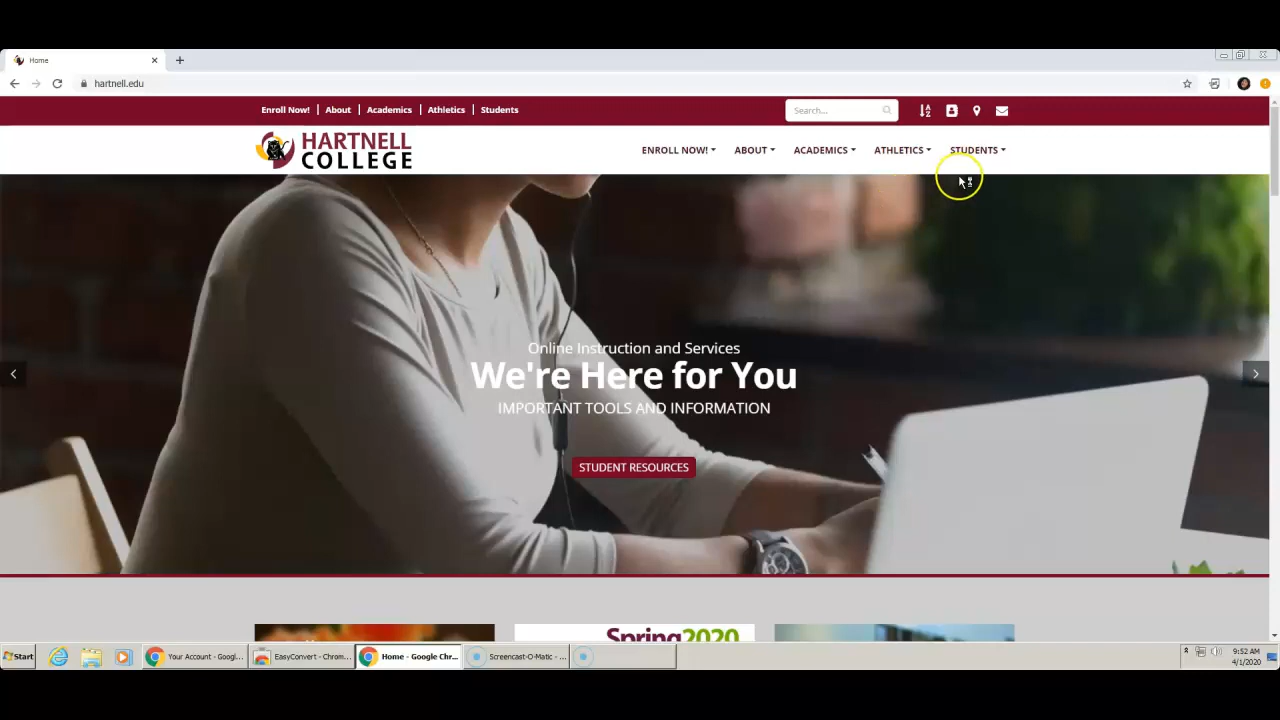 Home
hartnell.edu
Enroll Now! | About | Academics | Athletics | Students
Search...
HARTNELL
COLLEGE
ENROLL NOW! ABOUT ACADEMICS ATHLETICS STUDENTS
Online Instruction and Services
We're Here for You
IMPORTANT TOOLS AND INFORMATION
STUDENT RESOURCES
Spring2020
Start
Your Account - Googl...
EasyConvert - Chrom...
Home - Google Chr...
Screencast-O-Matic - ...
9:52 AM
4/1/2020